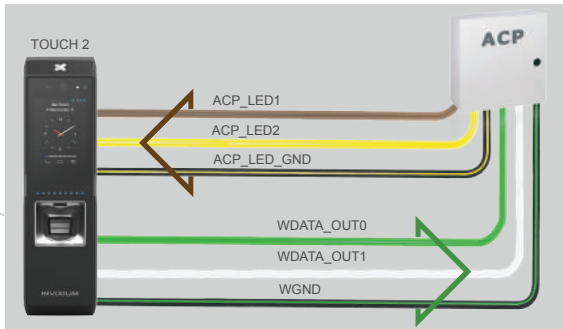 TOUCH 2
ACP
ACP_LED1
ACP_LED2
ACP_LED_GND
WDATA_OUT0
WDATA_OUT1
WGND
INVIXIUM